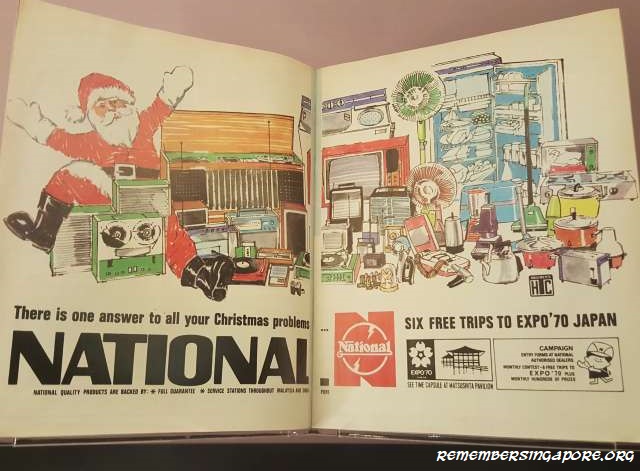 There is one answer to all your Christmas problems ...
NATIONAL
NATIONAL QUALITY PRODUCTS ARE BACKED BY: ✳ FULL GUARANTEE ✳ SERVICE STATIONS THROUGHOUT MALAYSIA AND
National
SIX FREE TRIPS TO EXPO'70 JAPAN
HTC
EXPO'70
SEE TIME CAPSULE AT MATSUSHITA PAVILION
CAMPAIGN
ENTRY FORMS AT NATIONAL
AUTHORISED DEALERS
MONTHLY CONTEST - 6 FREE TRIPS TO
EXPO '70 PLUS
MONTHLY HUNDREDS OF PRIZES
REMEMBERSINGAPORE.ORG